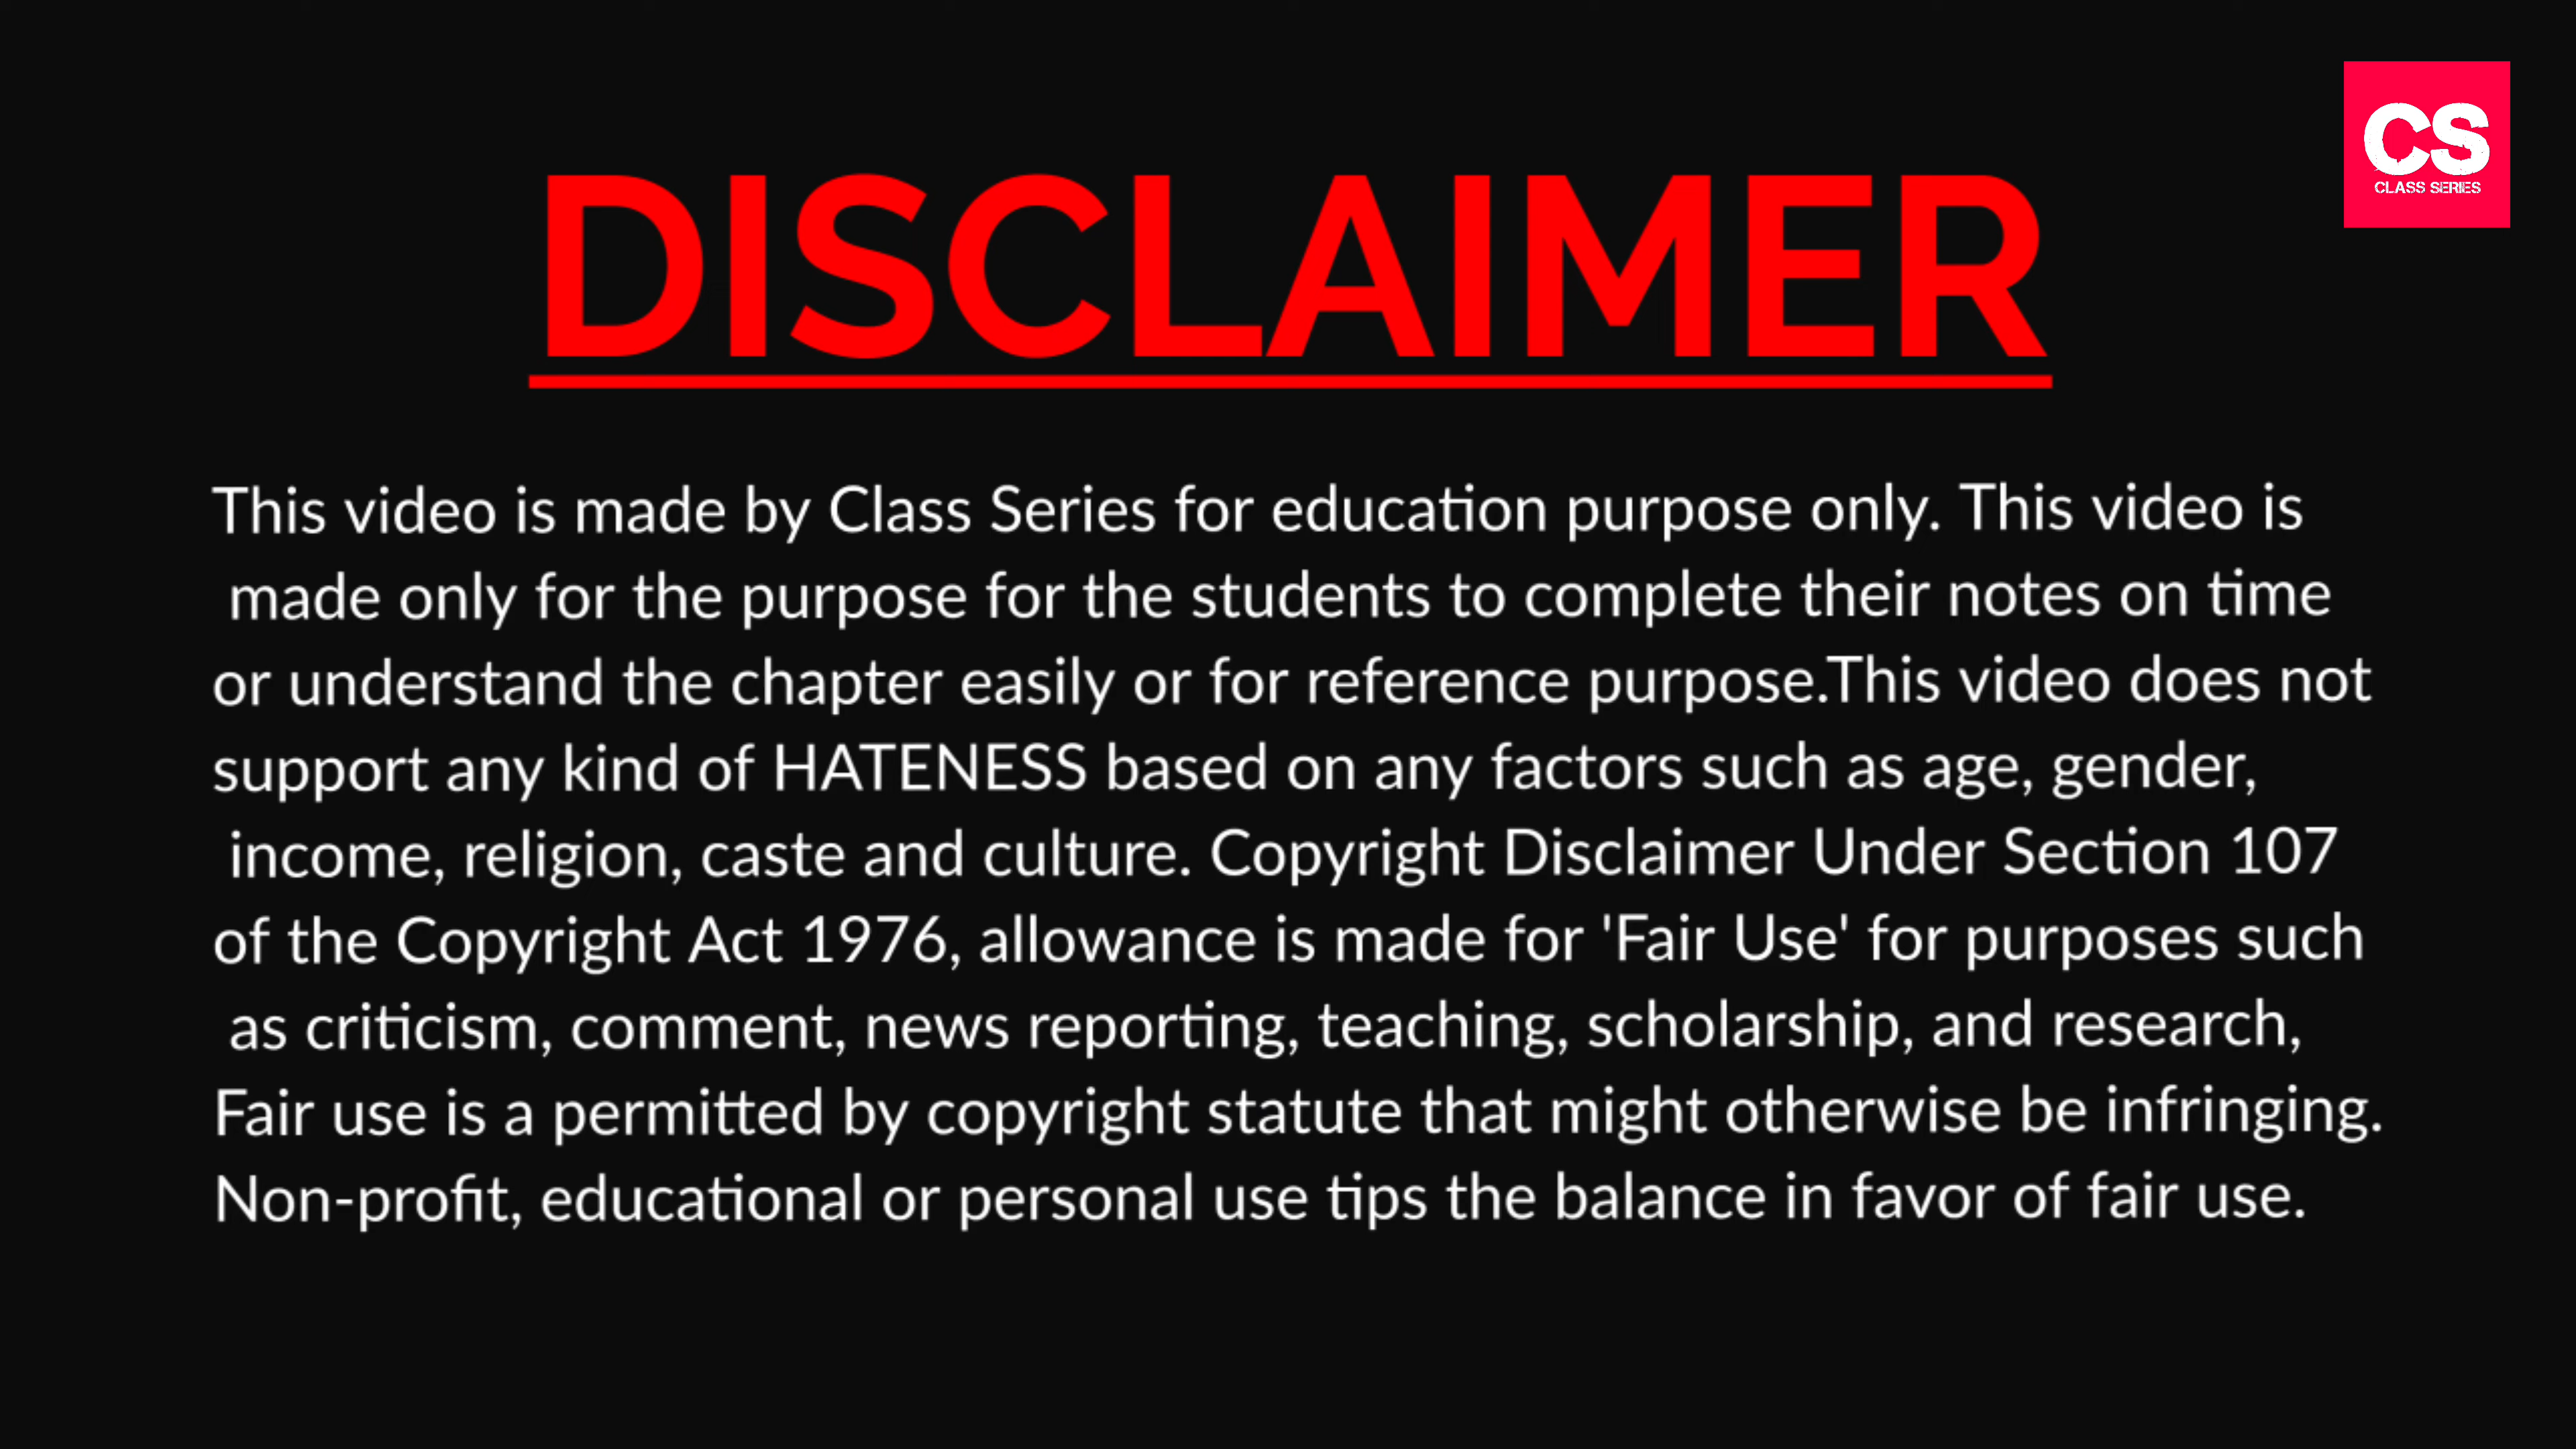 CS
CLASS SERIES
DISCLAIMER
This video is made by Class Series for education purpose only. This video is
made only for the purpose for the students to complete their notes on time
or understand the chapter easily or for reference purpose.This video does not
support any kind of HATENESS based on any factors such as age, gender,
income, religion, caste and culture. Copyright Disclaimer Under Section 107
of the Copyright Act 1976, allowance is made for 'Fair Use' for purposes such
as criticism, comment, news reporting, teaching, scholarship, and research,
Fair use is a permitted by copyright statute that might otherwise be infringing.
Non-profit, educational or personal use tips the balance in favor of fair use.